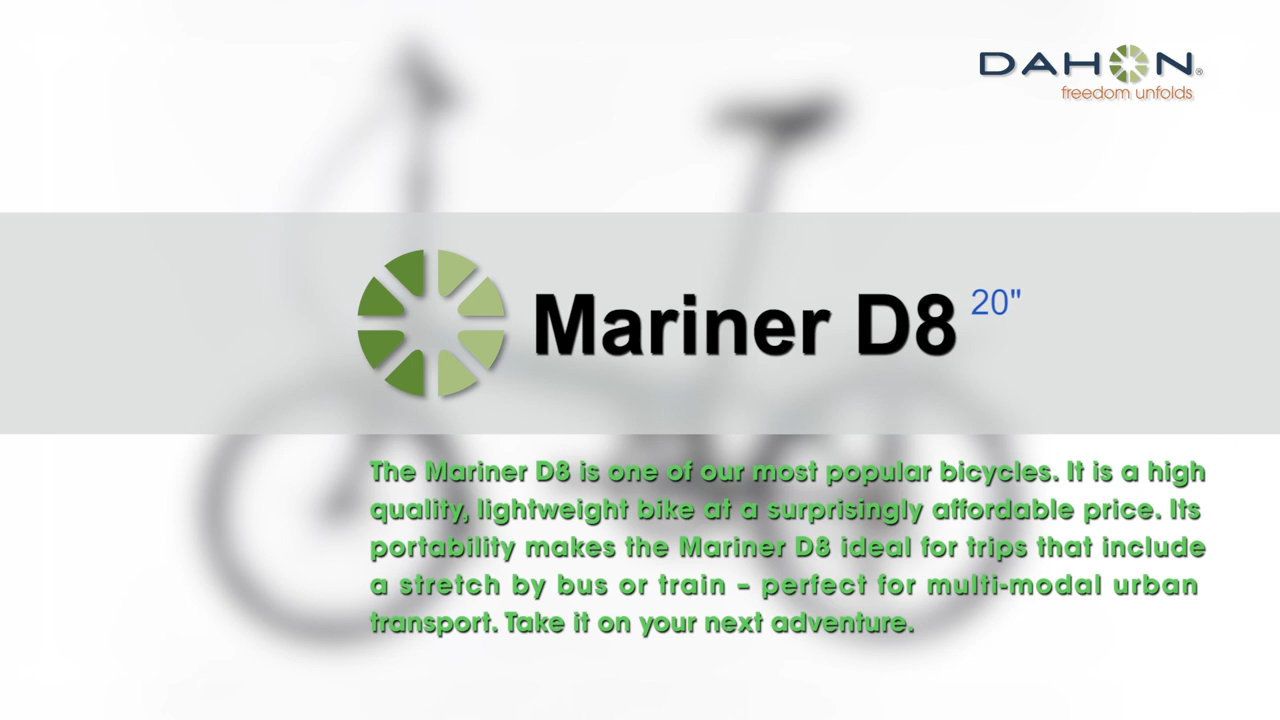 DAHON®
freedom unfolds
Mariner D8 20"
The Mariner D8 is one of our most popular bicycles. It is a high
quality, lightweight bike at a surprisingly affordable price. Its
portability makes the Mariner D8 ideal for trips that include
a stretch by bus or train – perfect for multi-modal urban
transport. Take it on your next adventure.